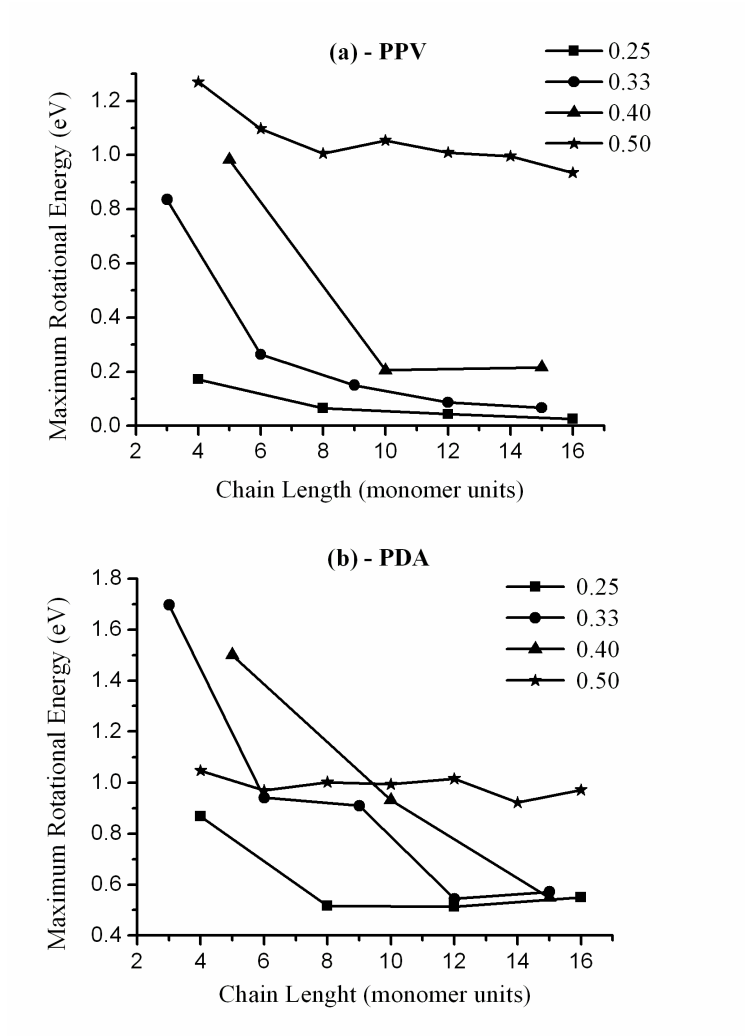 (a) - PPV
0.25
0.33
0.40
0.50
Maximum Rotational Energy (eV)
1.2
1.0
0.8
0.6
0.4
0.2
0.0
2 4 6 8 10 12 14 16
Chain Length (monomer units)
(b) - PDA
0.25
0.33
0.40
0.50
Maximum Rotational Energy (eV)
1.8
1.6
1.4
1.2
1.0
0.8
0.6
0.4
2 4 6 8 10 12 14 16
Chain Lenght (monomer units)